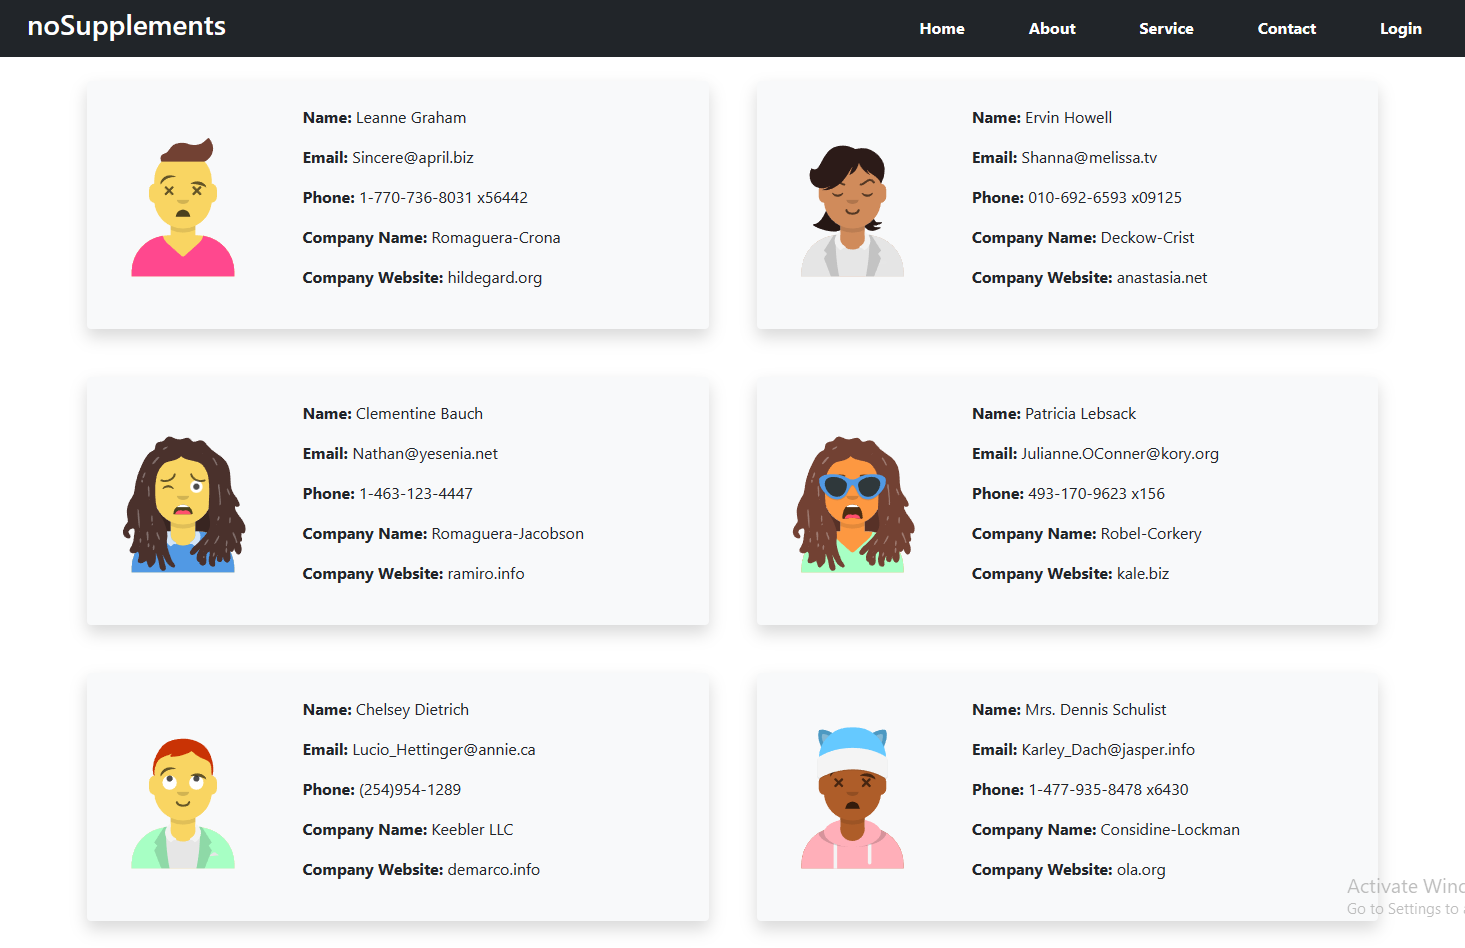 noSupplements
Home About Service Contact Login
Name: Leanne Graham
Email: Sincere@april.biz
Phone: 1-770-736-8031 x56442
Company Name: Romaguera-Crona
Company Website: hildegard.org
Name: Ervin Howell
Email: Shanna@melissa.tv
Phone: 010-692-6593 x09125
Company Name: Deckow-Crist
Company Website: anastasia.net
Name: Clementine Bauch
Email: Nathan@yesenia.net
Phone: 1-463-123-4447
Company Name: Romaguera-Jacobson
Company Website: ramiro.info
Name: Patricia Lebsack
Email: Julianne.OConner@kory.org
Phone: 493-170-9623 x156
Company Name: Robel-Corkery
Company Website: kale.biz
Name: Chelsey Dietrich
Email: Lucio_Hettinger@annie.ca
Phone: (254)954-1289
Company Name: Keebler LLC
Company Website: demarco.info
Name: Mrs. Dennis Schulist
Email: Karley_Dach@jasper.info
Phone: 1-477-935-8478 x6430
Company Name: Considine-Lockman
Company Website: ola.org
Activate Wind
Go to Settings to a